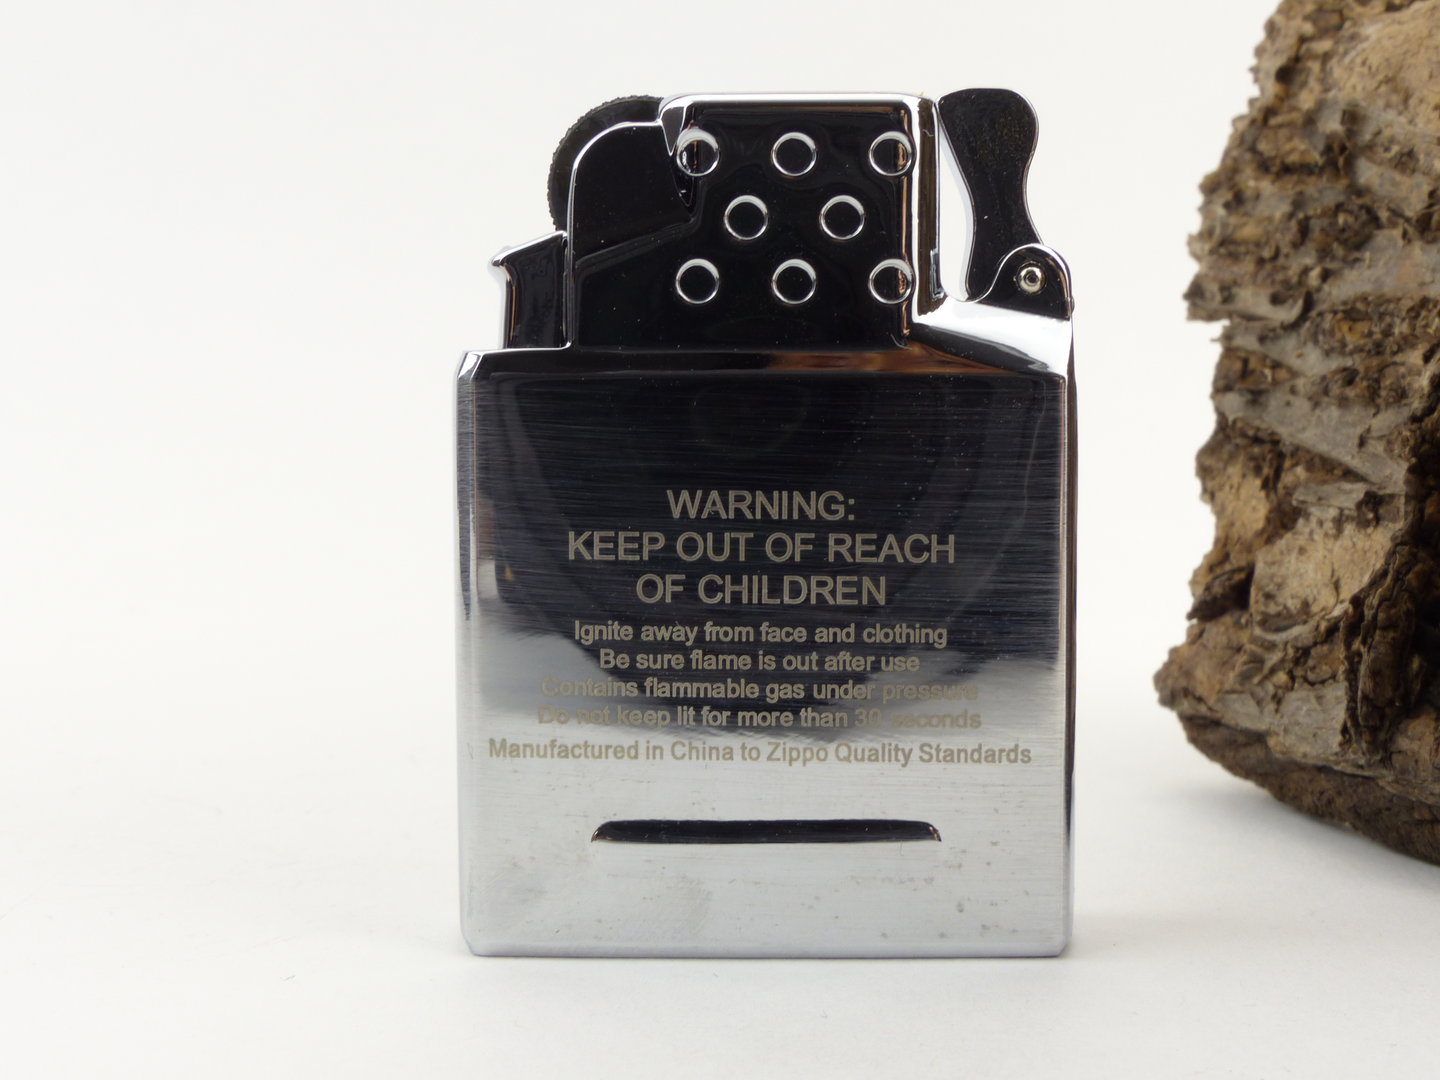 WARNING:
KEEP OUT OF REACH
OF CHILDREN
Ignite away from face and clothing
Be sure flame is out after use
Contains flammable gas under pressure
Do not keep lit for more than 30 seconds
Manufactured in China to Zippo Quality Standards